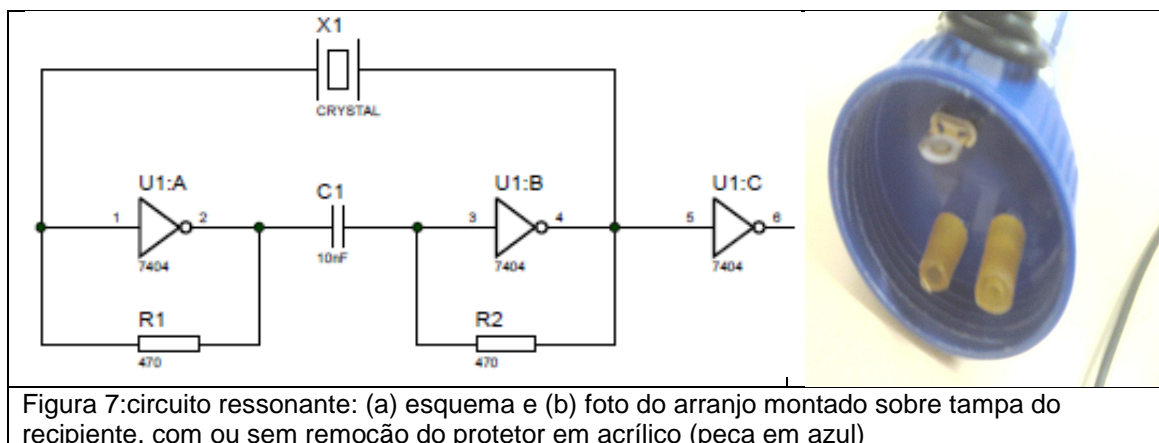 X1
CRYSTAL
U1:A
C1
U1:B
U1:C
1
2
3
4
5
6
7404
10nF
7404
7404
R1
R2
470
470
Figura 7:circuito ressonante: (a) esquema e (b) foto do arranjo montado sobre tampa do
recipiente, com ou sem remoção do protetor em acrílico (peça em azul)